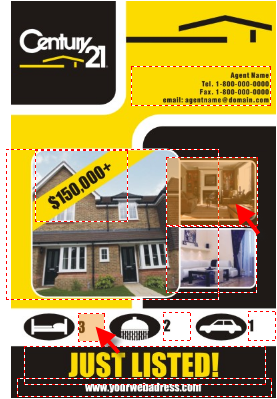 Century 21
Agent Name
Tel. 1-800-000-0000
Fax. 1-800-000-0000
email: agentname@domain.com
$150,000+
3 2 1
JUST LISTED!
www.yourwebadress.com